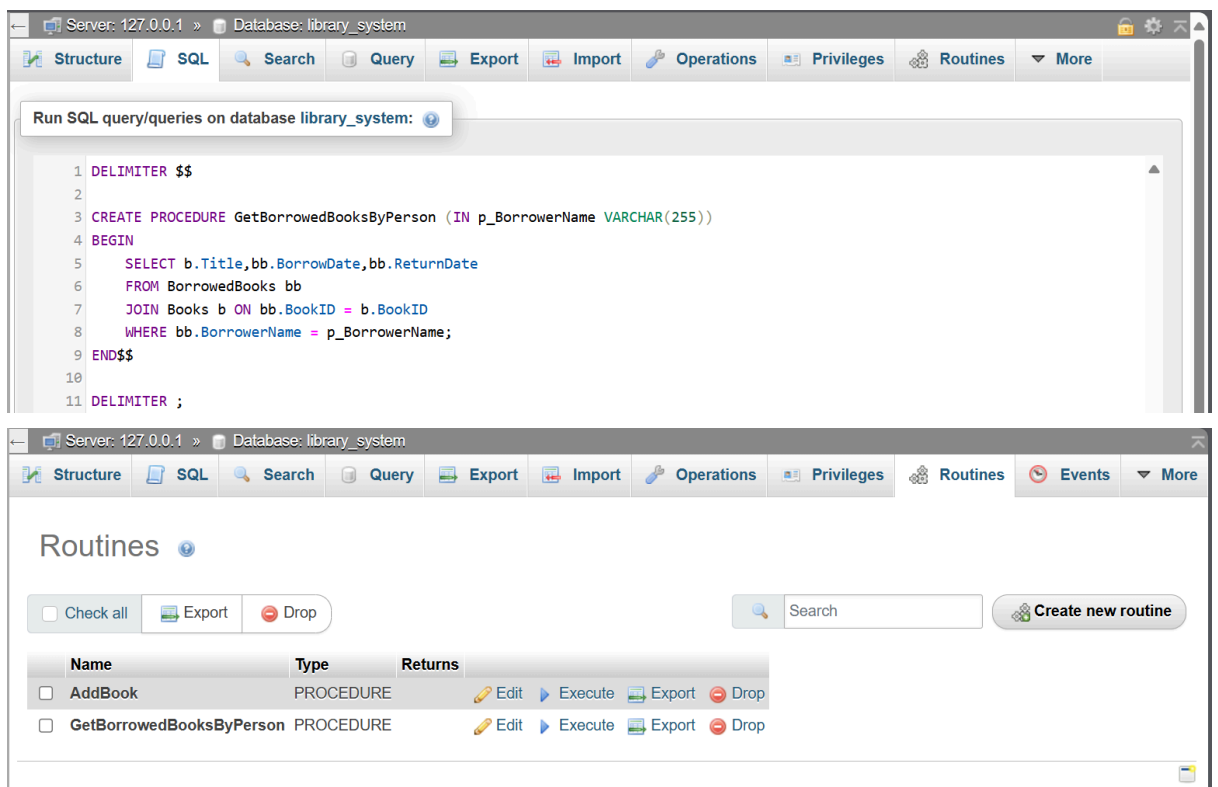 Server: 127.0.0.1 » Database: library_system
Structure SQL Search Query Export Import Operations Privileges Routines More
Run SQL query/queries on database library_system:
1 DELIMITER $$
2
3 CREATE PROCEDURE GetBorrowedBooksByPerson (IN p_BorrowerName VARCHAR(255))
4 BEGIN
5 SELECT b.Title,bb.BorrowDate,bb.ReturnDate
6 FROM BorrowedBooks bb
7 JOIN Books b ON bb.BookID = b.BookID
8 WHERE bb.BorrowerName = p_BorrowerName;
9 END$$
10
11 DELIMITER ;
Server: 127.0.0.1 » Database: library_system
Structure SQL Search Query Export Import Operations Privileges Routines Events More
Routines
Check all Export Drop Search Create new routine
Name Type Returns
AddBook PROCEDURE Edit Execute Export Drop
GetBorrowedBooksByPerson PROCEDURE Edit Execute Export Drop